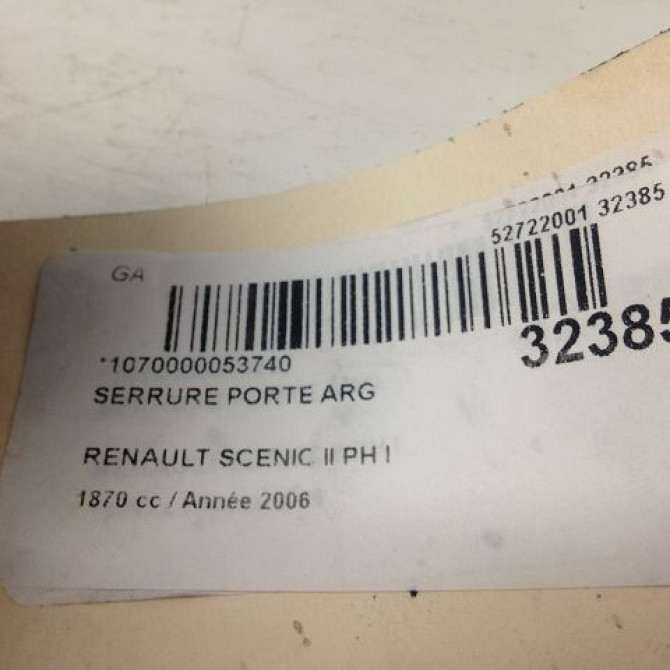 52722001 32385
GA
32385
*1070000053740
SERRURE PORTE ARG
RENAULT SCENIC II PH I
1870 cc / Année 2006